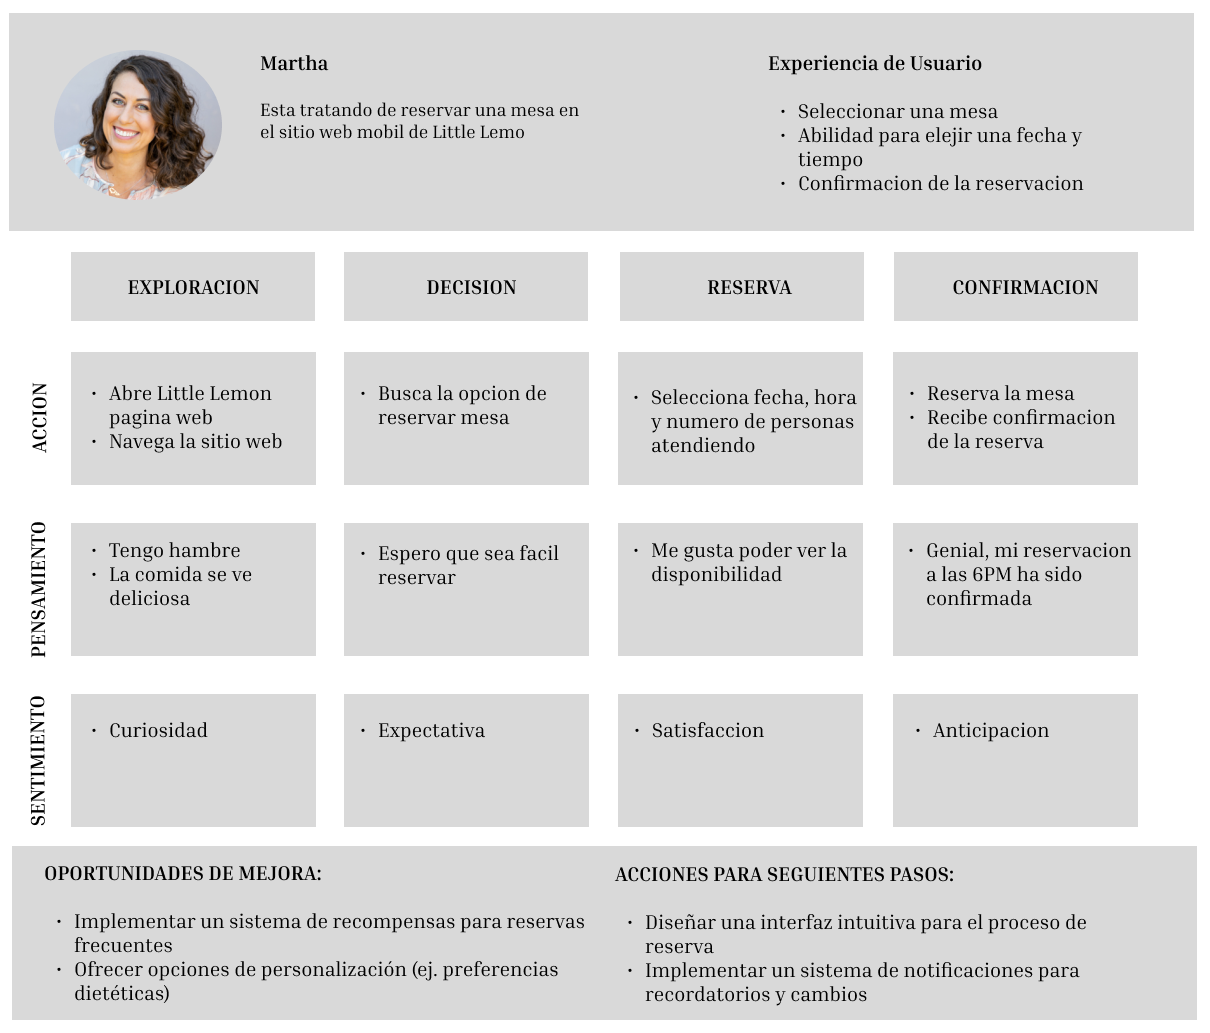 Martha
Esta tratando de reservar una mesa en
el sitio web mobil de Little Lemo
Experiencia de Usuario
• Seleccionar una mesa
• Abilidad para elejir una fecha y
tiempo
• Confirmacion de la reservacion
EXPLORACION
DECISION
RESERVA
CONFIRMACION
ACCION
• Abre Little Lemon
pagina web
• Navega la sitio web
• Busca la opcion de
reservar mesa
• Selecciona fecha, hora
y numero de personas
atendiendo
• Reserva la mesa
• Recibe confirmacion
de la reserva
PENSAMIENTO
• Tengo hambre
• La comida se ve
deliciosa
• Espero que sea facil
reservar
• Me gusta poder ver la
disponibilidad
• Genial, mi reservacion
a las 6PM ha sido
confirmada
SENTIMIENTO
• Curiosidad
• Expectativa
• Satisfaccion
• Anticipacion
OPORTUNIDADES DE MEJORA:
• Implementar un sistema de recompensas para reservas
frecuentes
• Ofrecer opciones de personalización (ej. preferencias
dietéticas)
ACCIONES PARA SEGUIENTES PASOS:
• Diseñar una interfaz intuitiva para el proceso de
reserva
• Implementar un sistema de notificaciones para
recordatorios y cambios